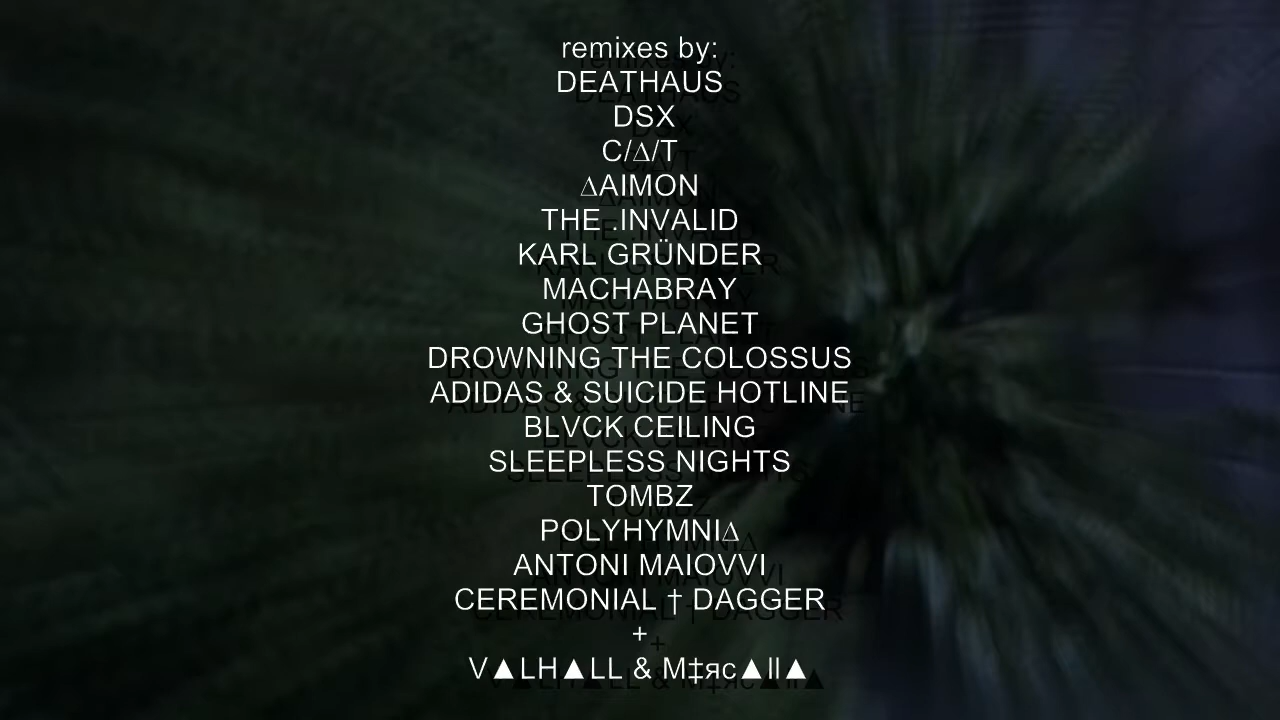 remixes by:
DEATHAUS
DSX
C/∆/T
∆AIMON
THE .INVALID
KARL GRÜNDER
MACHABRAY
GHOST PLANET
DROWNING THE COLOSSUS
ADIDAS & SUICIDE HOTLINE
BLVCK CEILING
SLEEPLESS NIGHTS
TOMBZ
POLYHYMNI∆
ANTONI MAIOVVI
CEREMONIAL † DAGGER
+
V▲LH▲LL & M‡яc▲ll▲